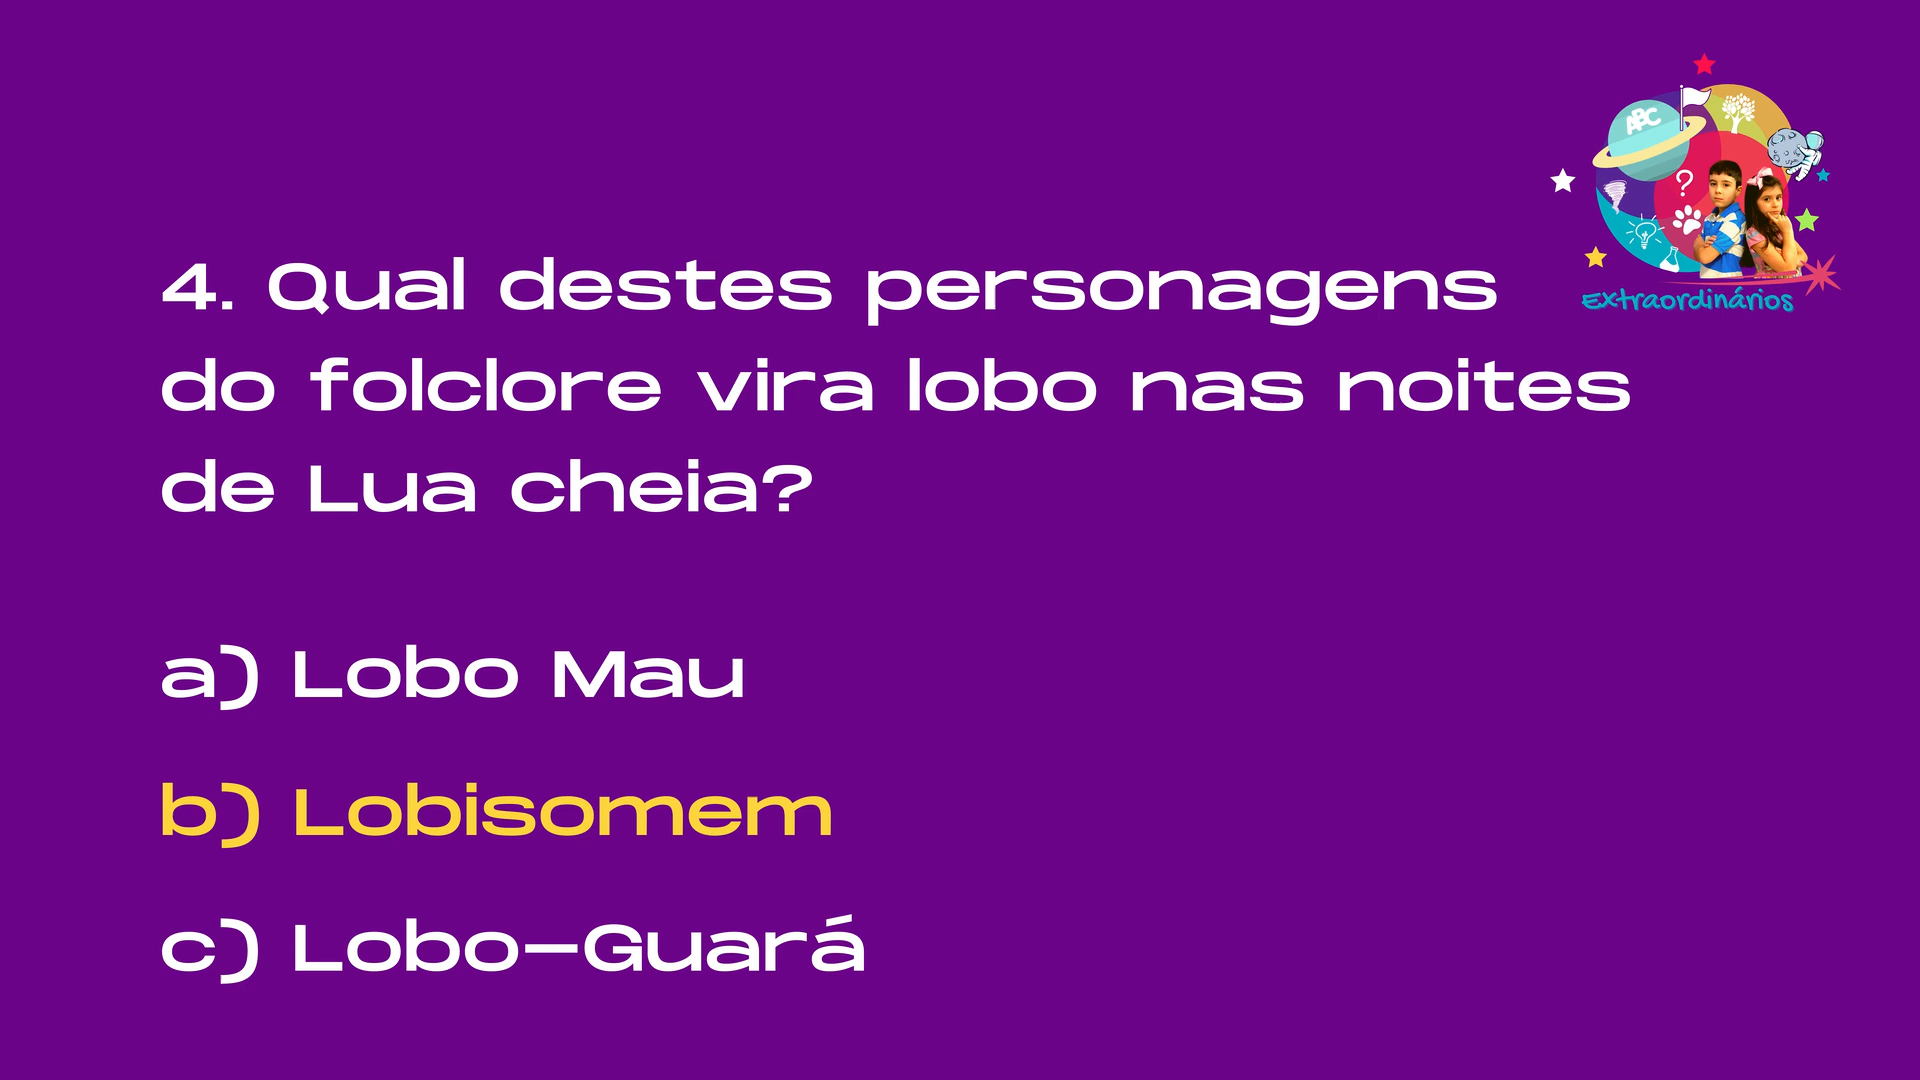 ABC
?
Extraordinários
4. Qual destes personagens
do folclore vira lobo nas noites
de Lua cheia?
a) Lobo Mau
b) Lobisomem
c) Lobo-Guará